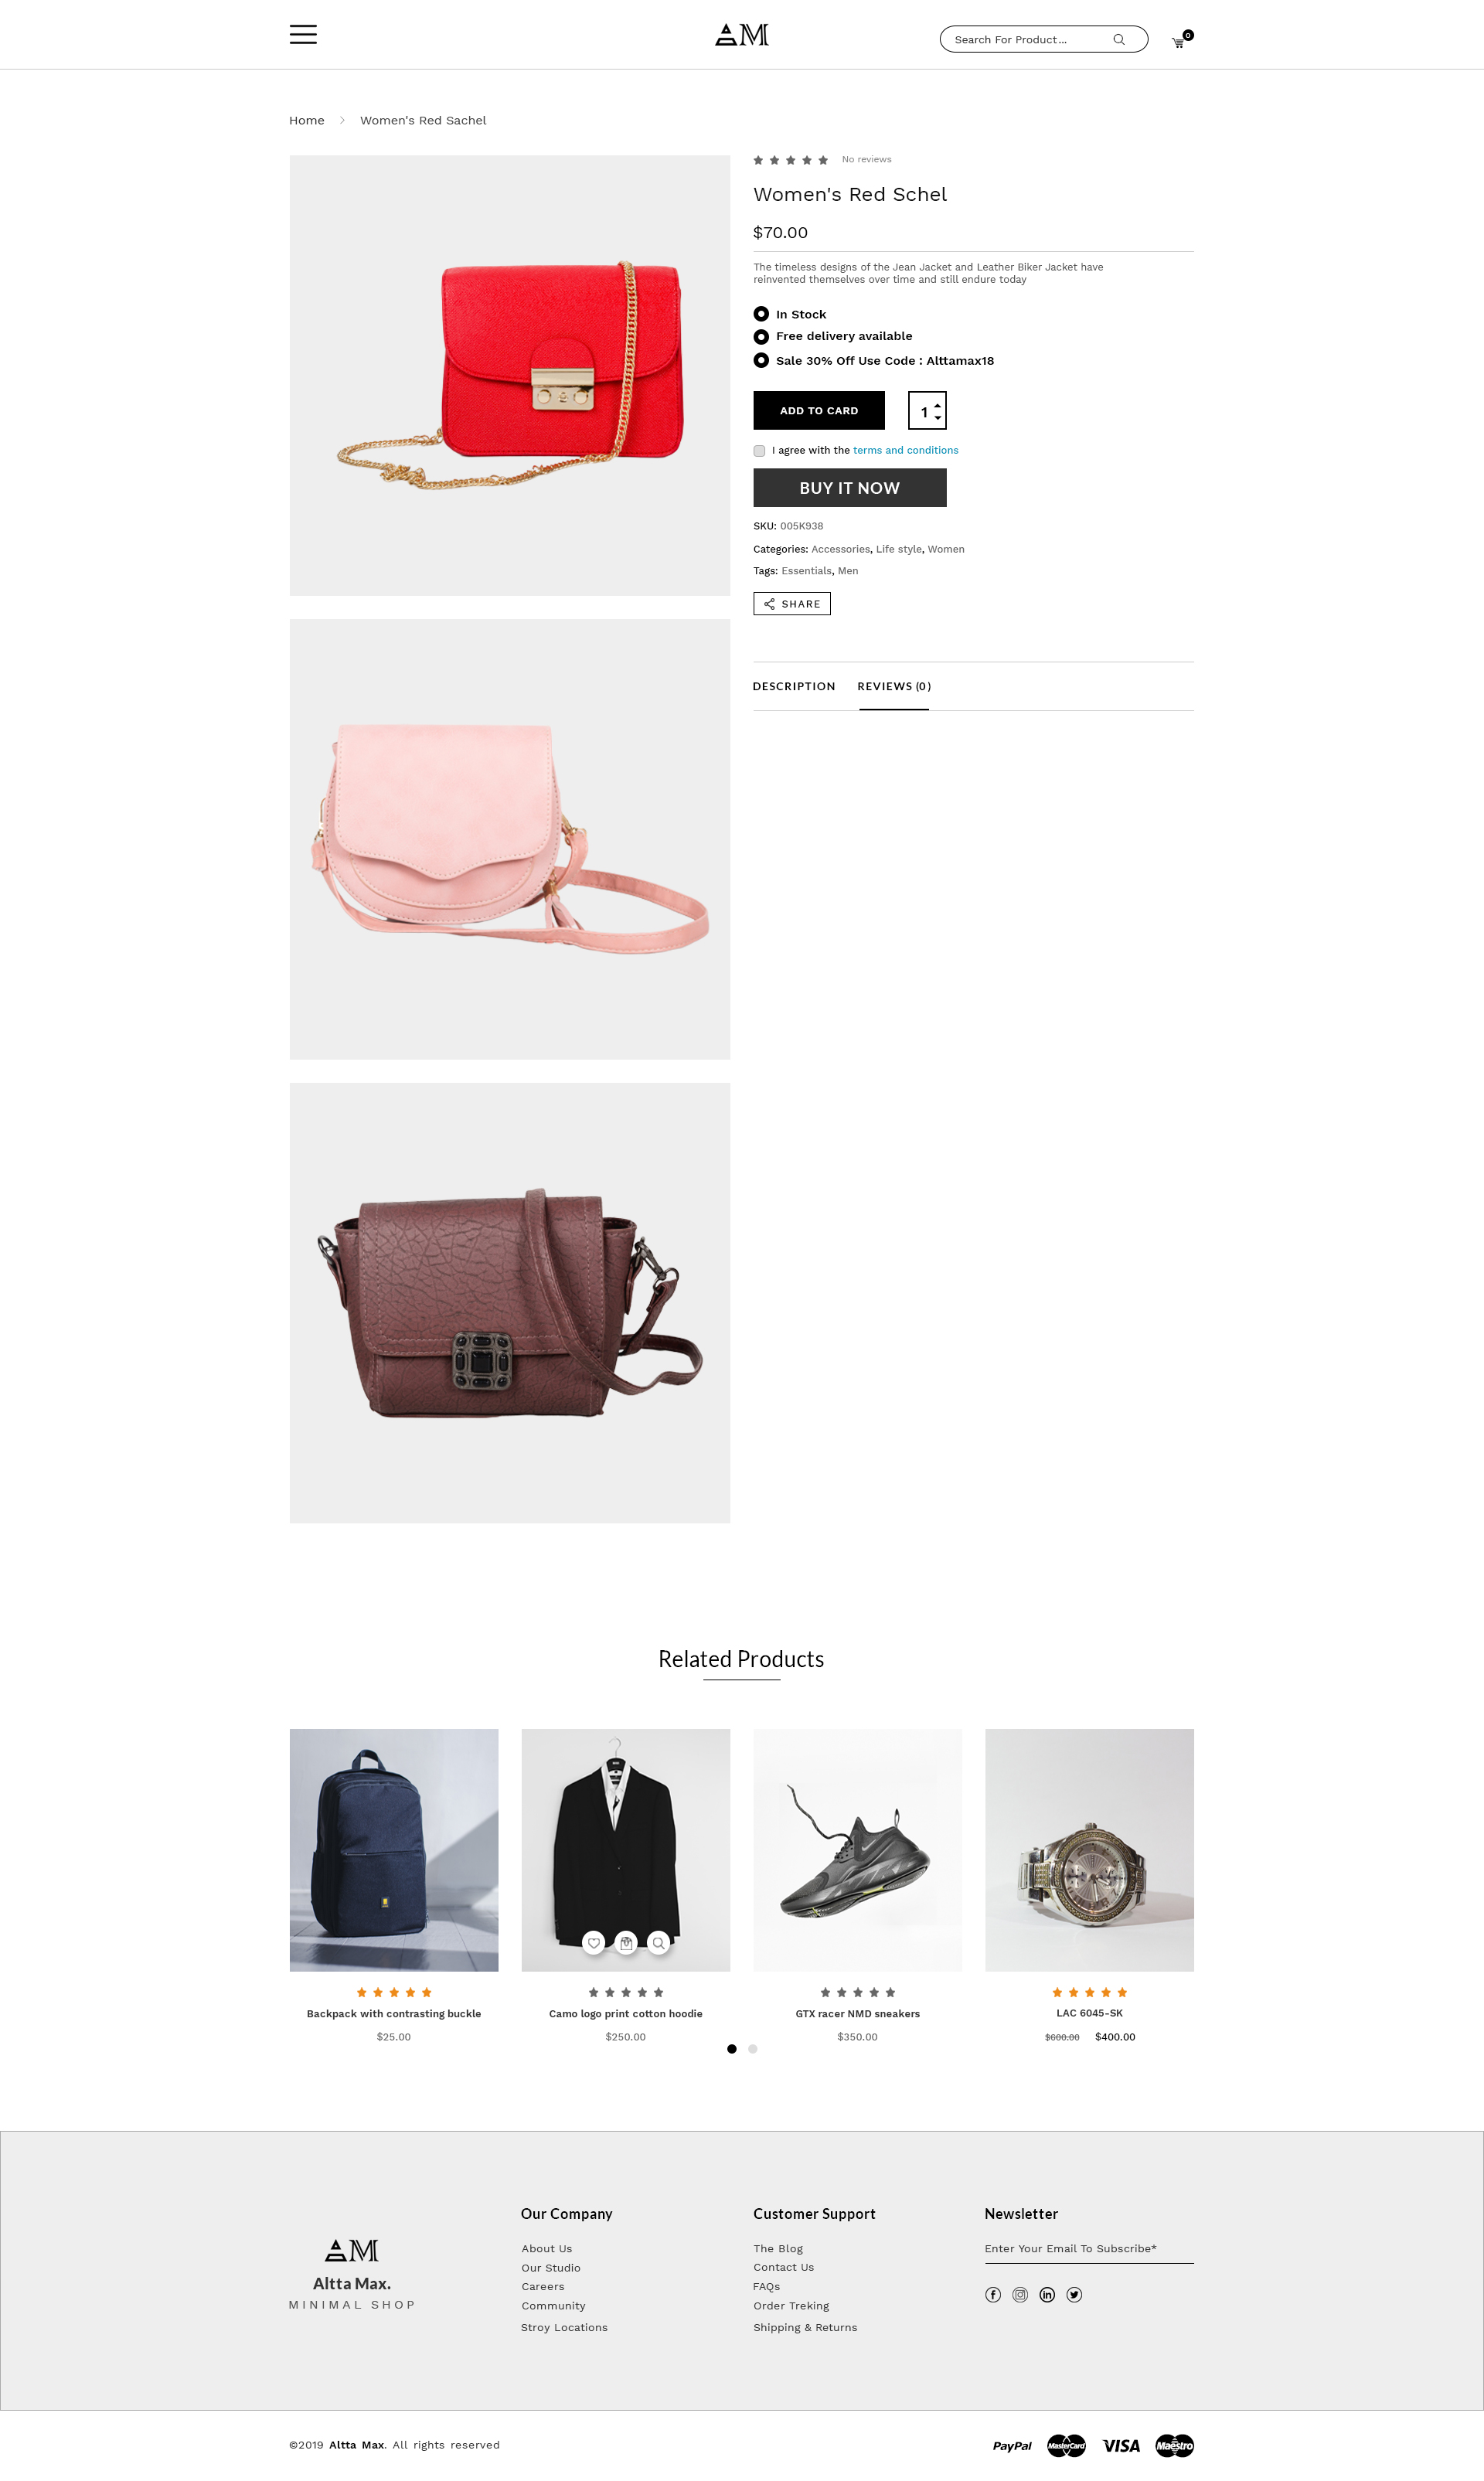 AM
Search For Product...
0
Home
Women's Red Sachel
No reviews
Women's Red Schel
$70.00
The timeless designs of the Jean Jacket and Leather Biker Jacket have
reinvented themselves over time and still endure today
In Stock
Free delivery available
Sale 30% Off Use Code : Alttamax18
ADD TO CARD
1
I agree with the terms and conditions
BUY IT NOW
SKU: 005K938
Categories: Accessories, Life style, Women
Tags: Essentials, Men
SHARE
DESCRIPTION
REVIEWS (0)
Related Products
Backpack with contrasting buckle
$25.00
Camo logo print cotton hoodie
$250.00
GTX racer NMD sneakers
$350.00
LAC 6045-SK
$600.00 $400.00
AM
Altta Max.
MINIMAL SHOP
Our Company
About Us
Our Studio
Careers
Community
Stroy Locations
Customer Support
The Blog
Contact Us
FAQs
Order Treking
Shipping & Returns
Newsletter
Enter Your Email To Subscribe*
©2019 Altta Max. All rights reserved
PayPal
MasterCard
VISA
Maestro